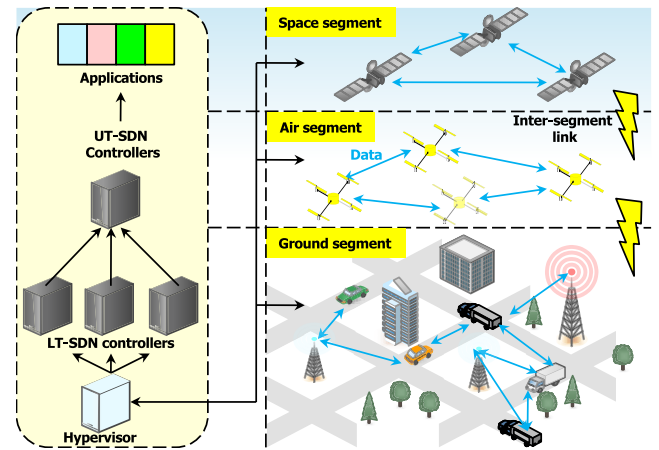 Applications
UT-SDN
Controllers
LT-SDN controllers
Hypervisor
Space segment
Air segment
Inter-segment
link
Data
Ground segment